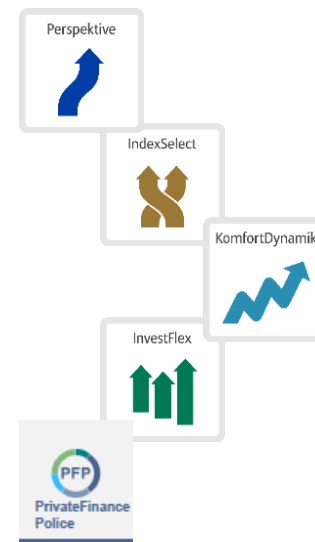 Perspektive
IndexSelect
KomfortDynamik
InvestFlex
PFP
PrivateFinance
Police